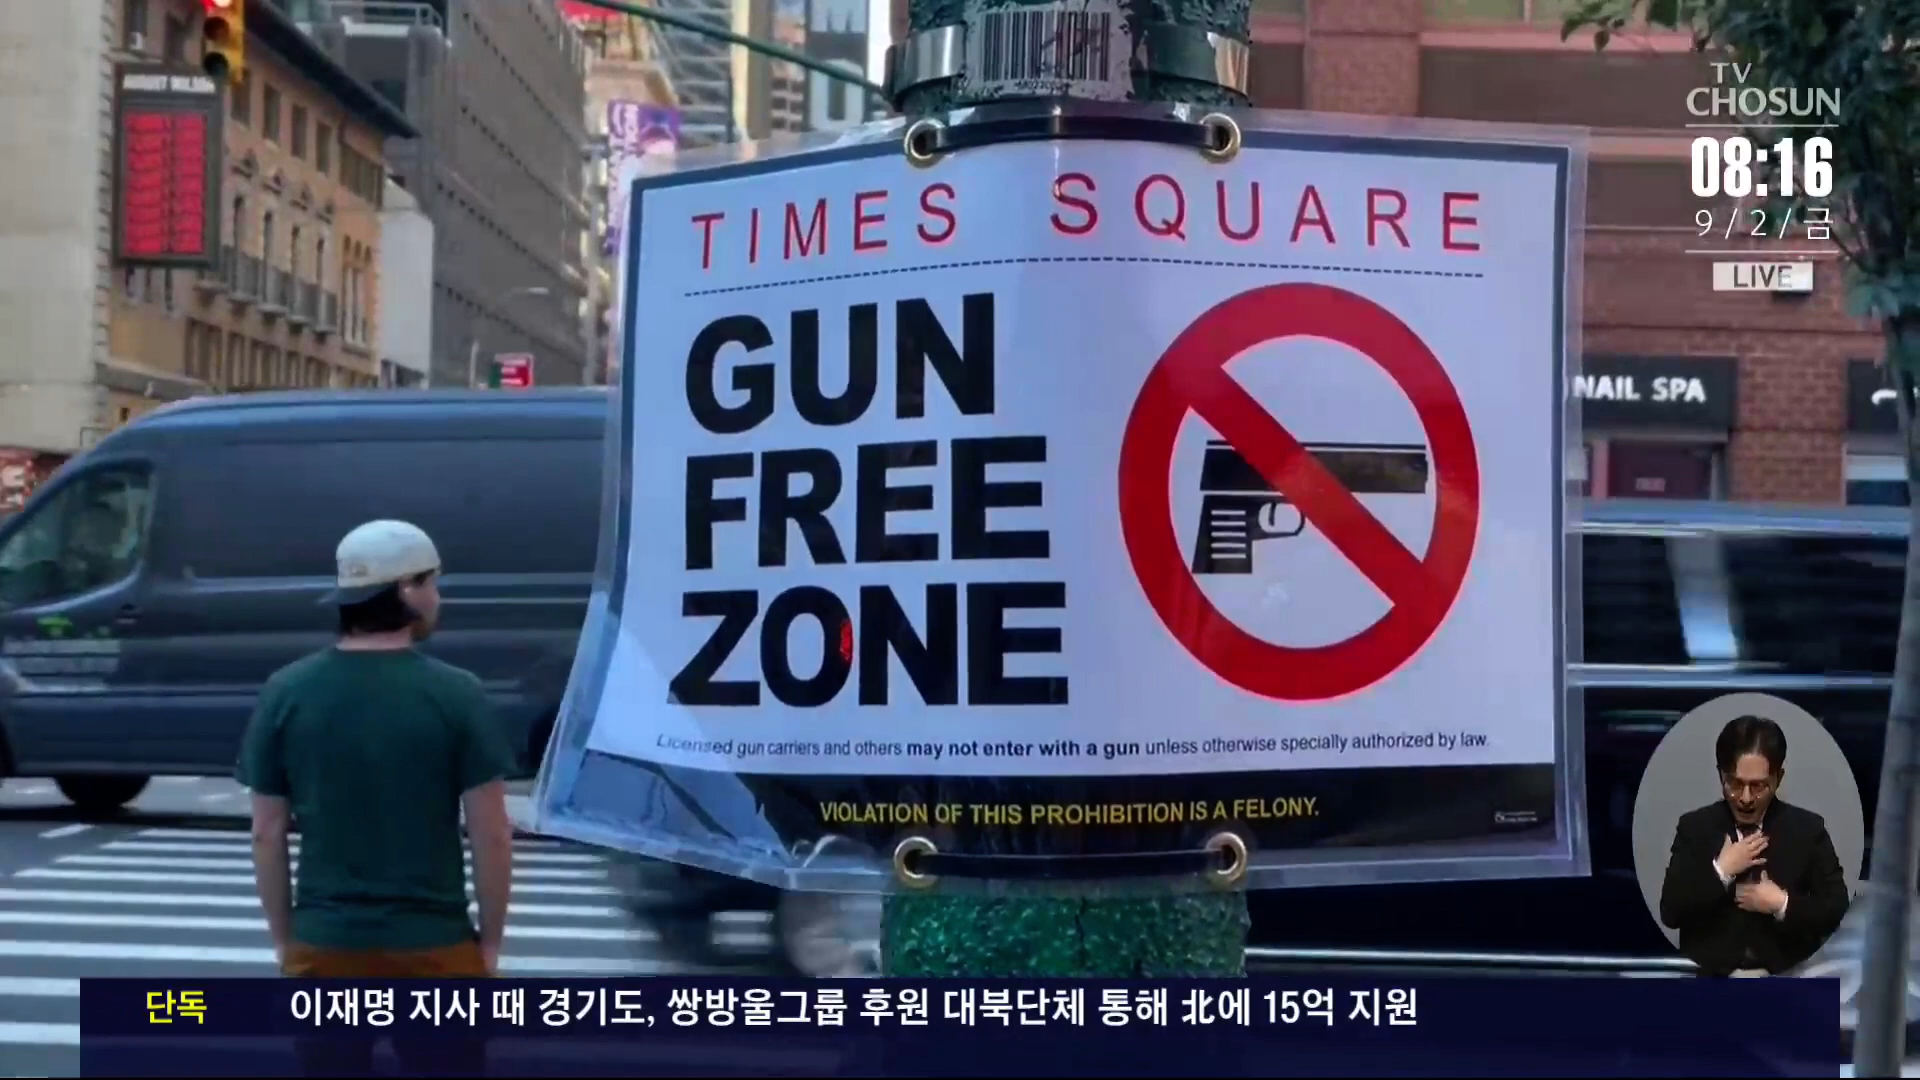 AUGUST WILSON
TV
CHOSUN
08:16
9/2/금
LIVE
TIMES SQUARE
GUN
FREE
ZONE
NAIL SPA
Licensed gun carriers and others may not enter with a gun unless otherwise specially authorized by law.
VIOLATION OF THIS PROHIBITION IS A FELONY.
단독 이재명 지사 때 경기도, 쌍방울그룹 후원 대북단체 통해 北에 15억 지원